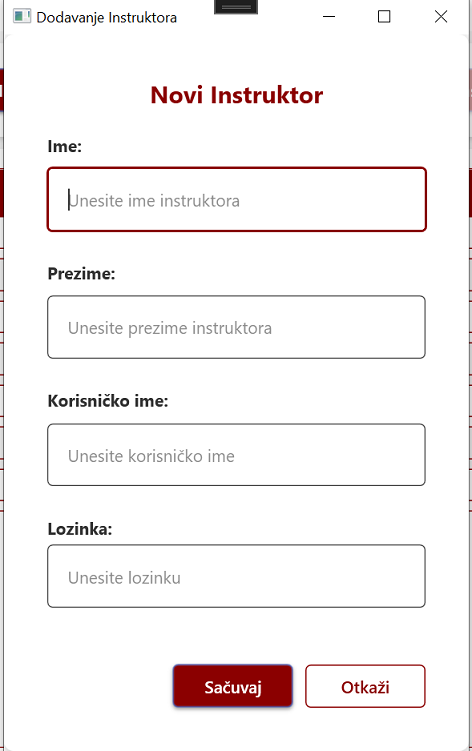 Dodavanje Instruktora
Novi Instruktor
Ime:
Unesite ime instruktora
Prezime:
Unesite prezime instruktora
Korisničko ime:
Unesite korisničko ime
Lozinka:
Unesite lozinku
Sačuvaj
Otkaži